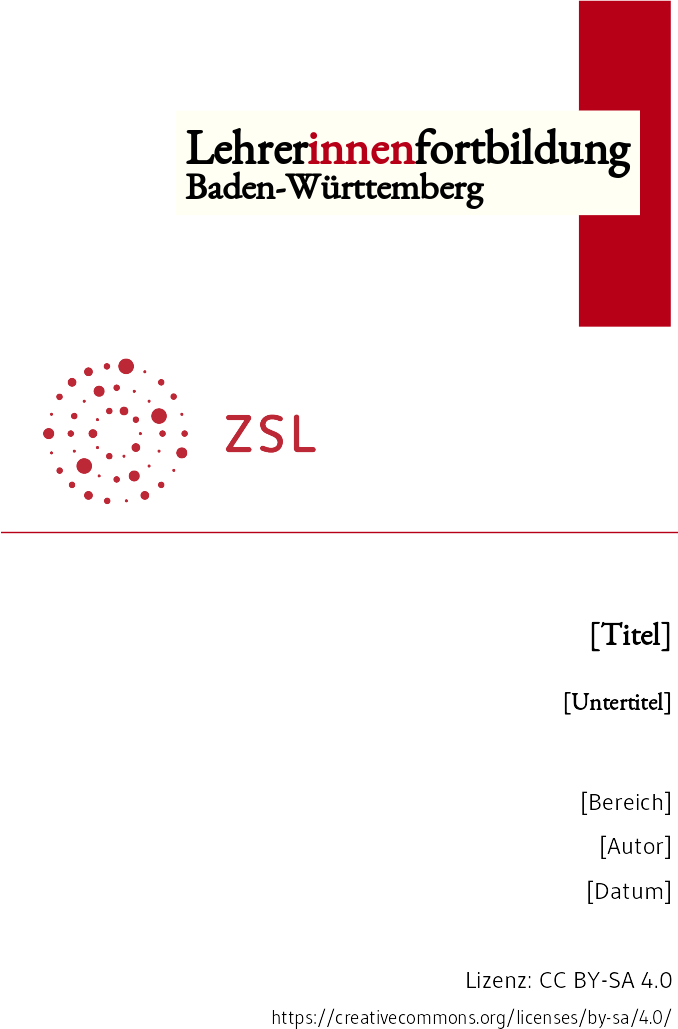 Lehrerinnenfortbildung
Baden-Württemberg
ZSL
[Titel]
[Untertitel]
[Bereich]
[Autor]
[Datum]
Lizenz: CC BY-SA 4.0
https://creativecommons.org/licenses/by-sa/4.0/